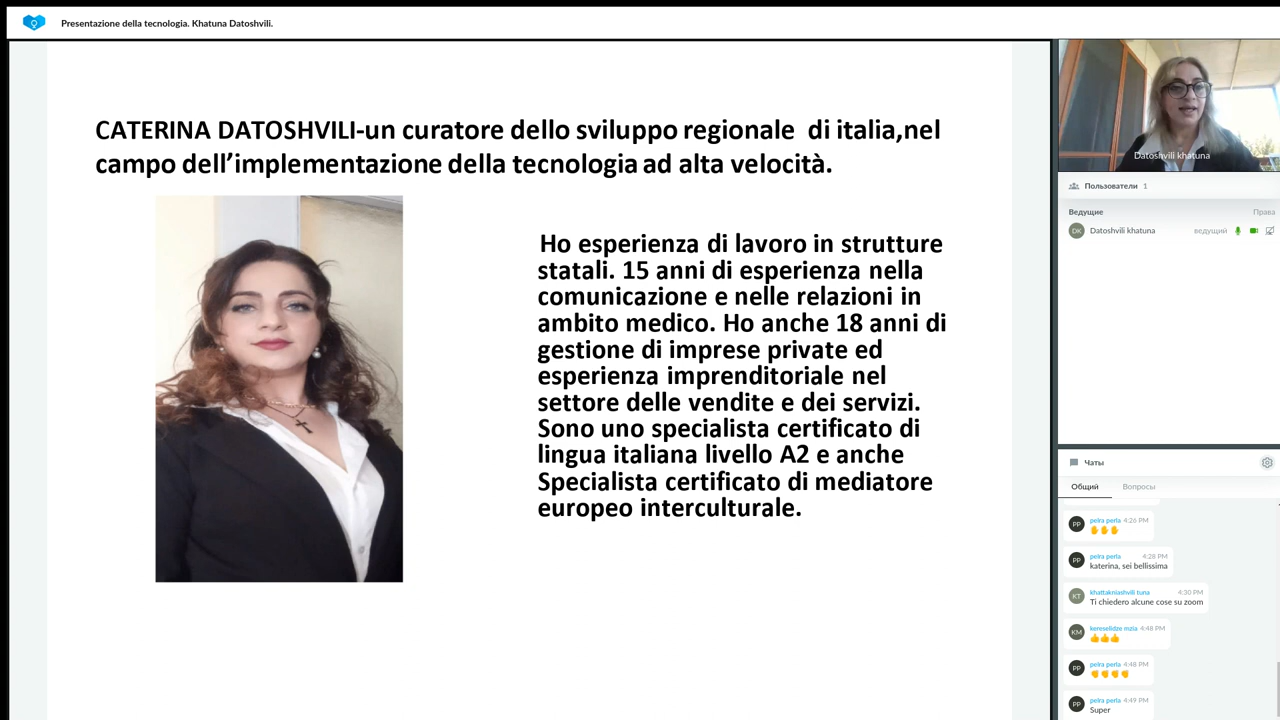 Presentazione della tecnologia. Khatuna Datoshvili.
CATERINA DATOSHVILI-un curatore dello sviluppo regionale di italia,nel
campo dell'implementazione della tecnologia ad alta velocità.
Ho esperienza di lavoro in strutture
statali. 15 anni di esperienza nella
comunicazione e nelle relazioni in
ambito medico. Ho anche 18 anni di
gestione di imprese private ed
esperienza imprenditoriale nel
settore delle vendite e dei servizi.
Sono uno specialista certificato di
lingua italiana livello A2 e anche
Specialista certificato di mediatore
europeo interculturale.
Datoshvili khatuna
Пользователи 1
Ведущие Права
DK Datoshvili khatuna ведущий
Чаты
Общий Вопросы
PP pelra perla 4:26 PM
✋✋✋
PP pelra perla 4:28 PM
katerina, sei bellissima
KT khattakniashvili tuna 4:30 PM
Ti chiedero alcune cose su zoom
KM kereselidze mzia 4:48 PM
👍👍👍
PP pelra perla 4:48 PM
PP pelra perla 4:49 PM
Super